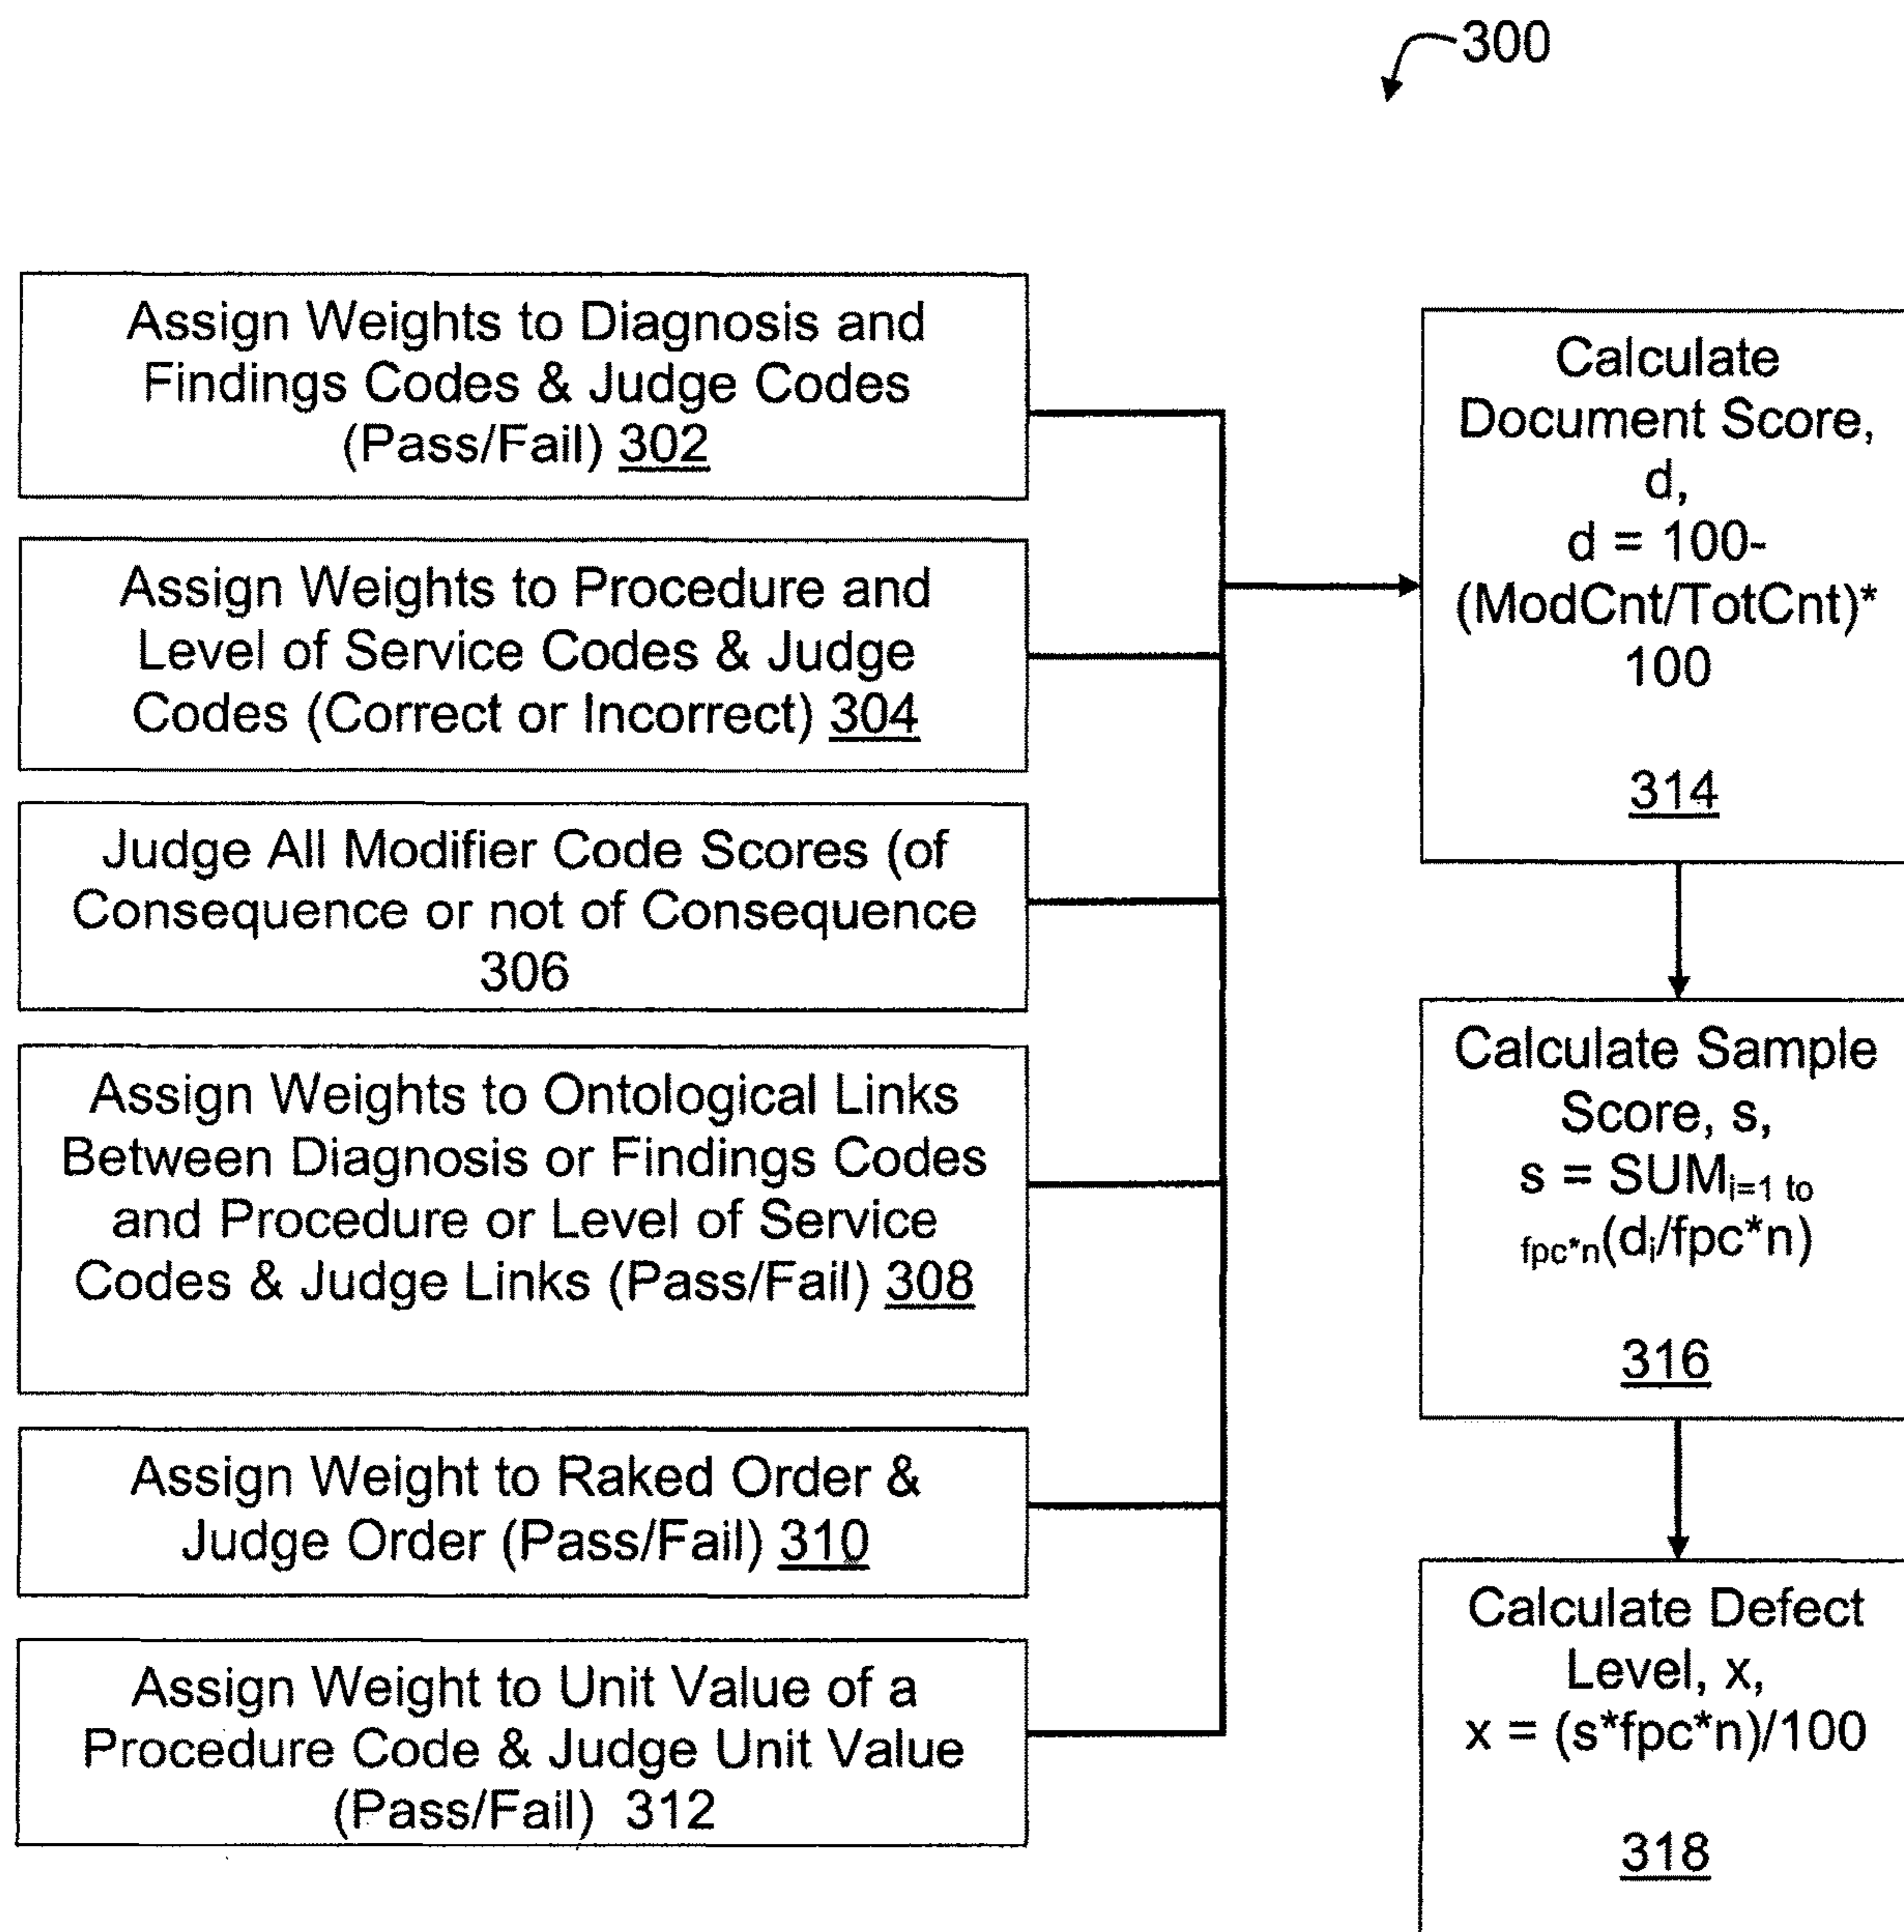 300
Assign Weights to Diagnosis and
Findings Codes & Judge Codes
(Pass/Fail) 302
Assign Weights to Procedure and
Level of Service Codes & Judge
Codes (Correct or Incorrect) 304
Judge All Modifier Code Scores (of
Consequence or not of Consequence
306
Assign Weights to Ontological Links
Between Diagnosis or Findings Codes
and Procedure or Level of Service
Codes & Judge Links (Pass/Fail) 308
Assign Weight to Raked Order &
Judge Order (Pass/Fail) 310
Assign Weight to Unit Value of a
Procedure Code & Judge Unit Value
(Pass/Fail) 312
Calculate
Document Score,
d,
d = 100-
(ModCnt/TotCnt)*
100
314
Calculate Sample
Score, s,
s = SUMi=1 to
fpc*n(di/fpc*n)
316
Calculate Defect
Level, x,
x = (s*fpc*n)/100
318